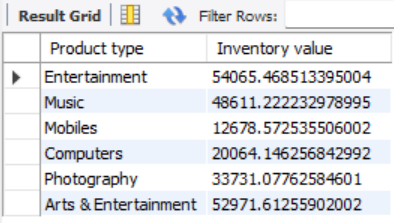 Result Grid Filter Rows:
Product type Inventory value
Entertainment 54065.468513395004
Music 48611.222232978995
Mobiles 12678.572535506002
Computers 20064.146256842992
Photography 33731.07762584601
Arts & Entertainment 52971.61255902002